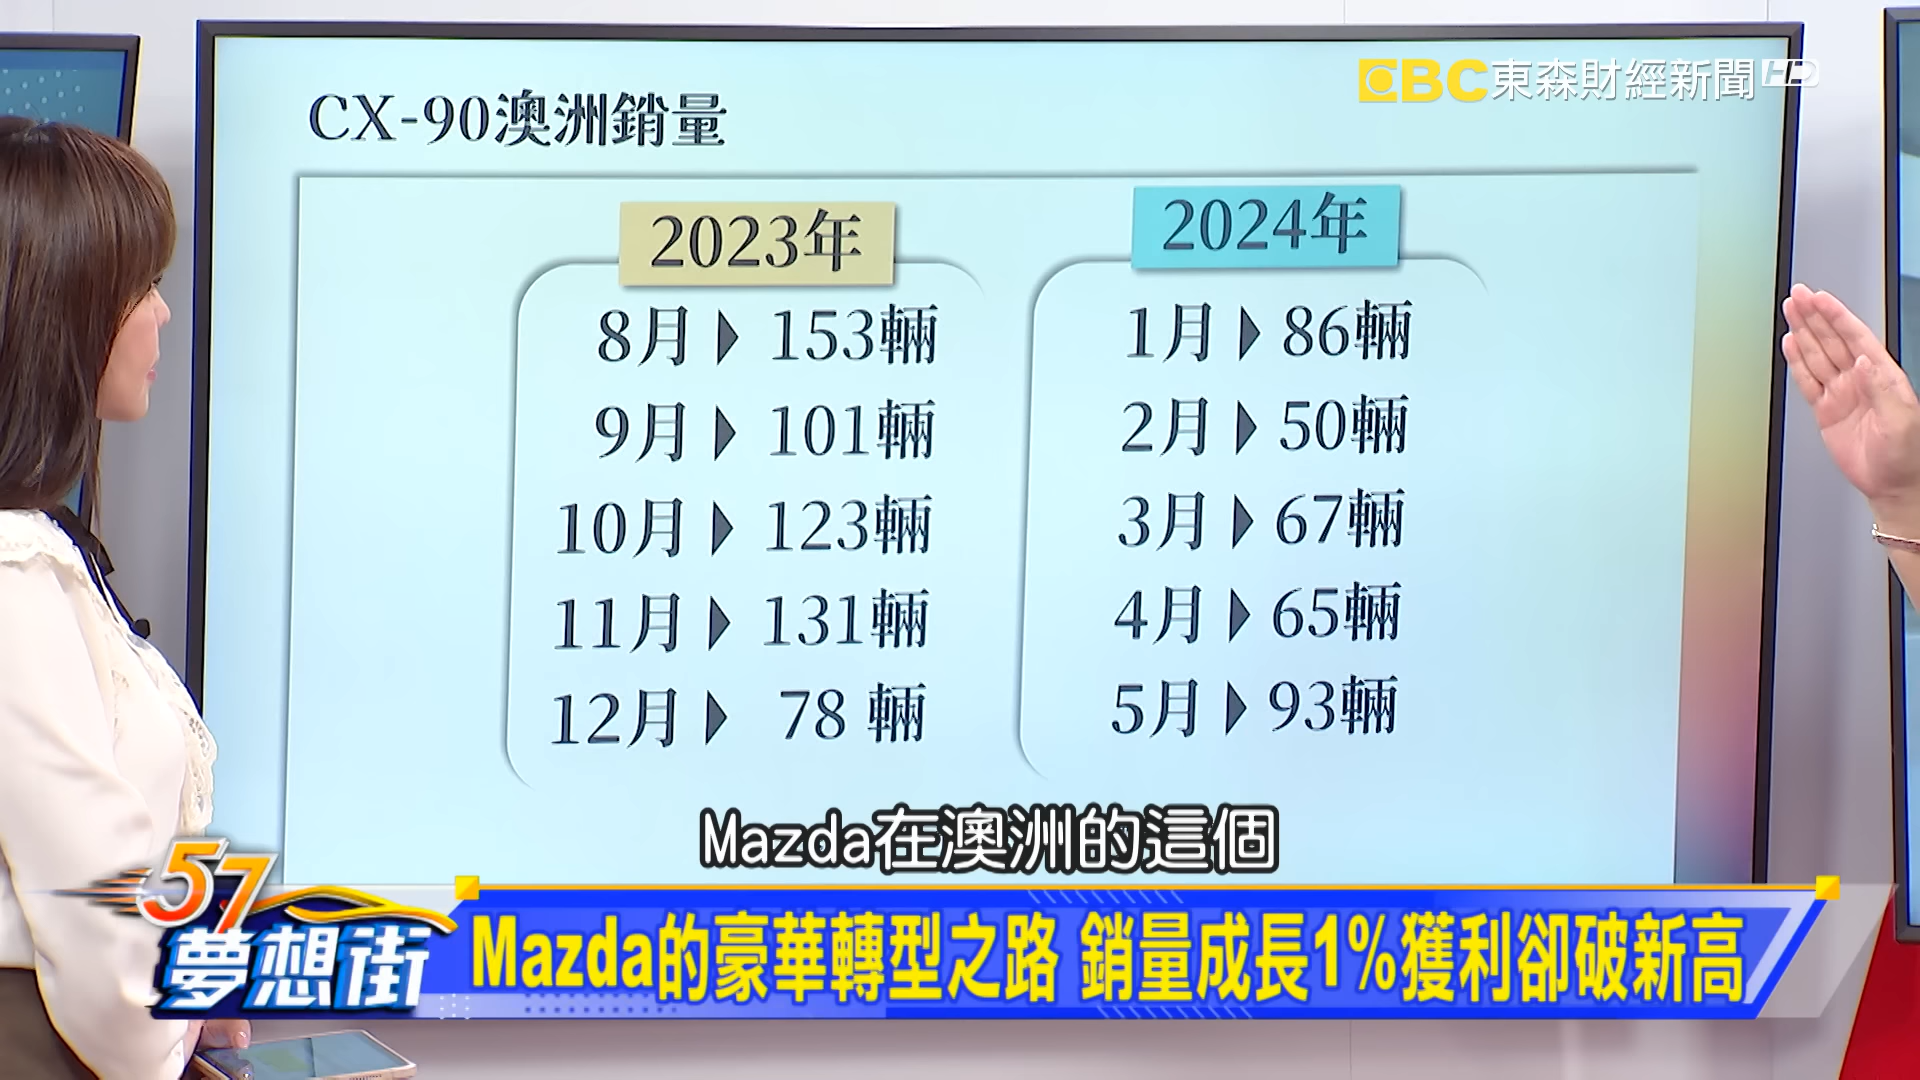 EBC東森財經新聞HD
CX-90澳洲銷量
2023年
8月 153輛
9月 101輛
10月 123輛
11月 131輛
12月 78 輛
2024年
1月 86輛
2月 50輛
3月 67輛
4月 65輛
5月 93輛
Mazda在澳洲的這個
57
夢想街
Mazda的豪華轉型之路 銷量成長1%獲利卻破新高